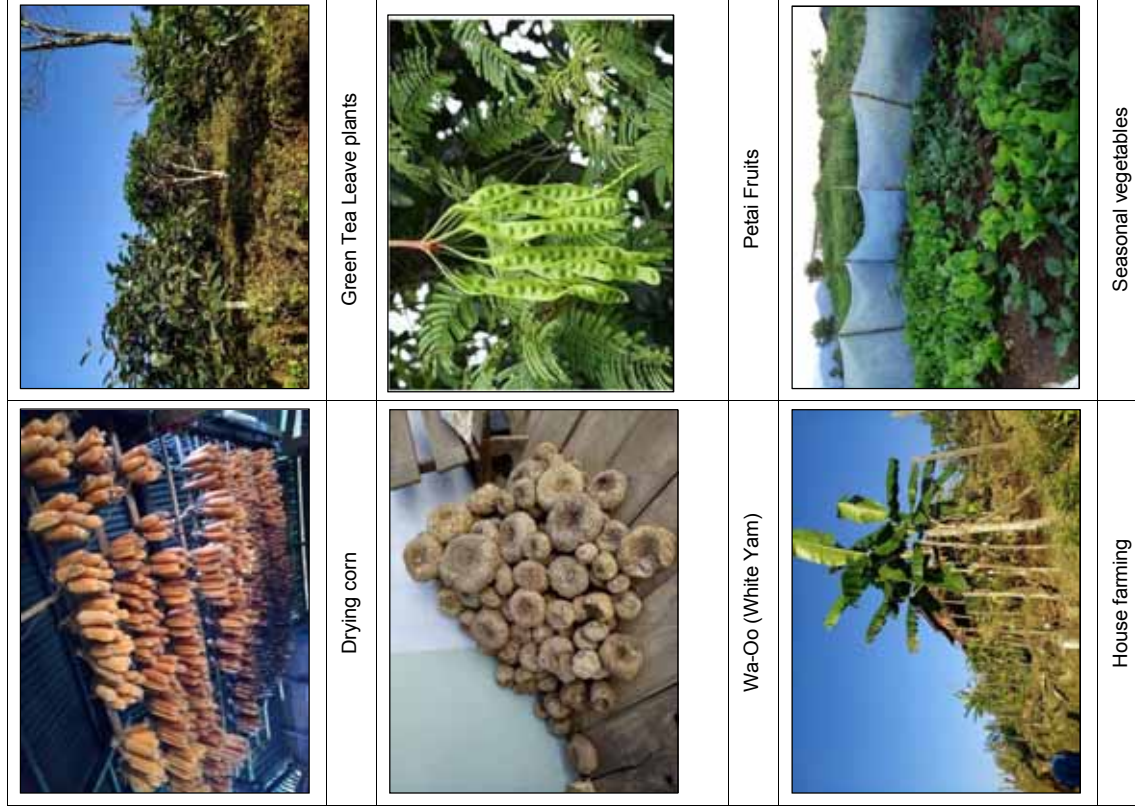 Drying corn
Green Tea Leave plants
Wa-Oo (White Yam)
Petai Fruits
House farming
Seasonal vegetables